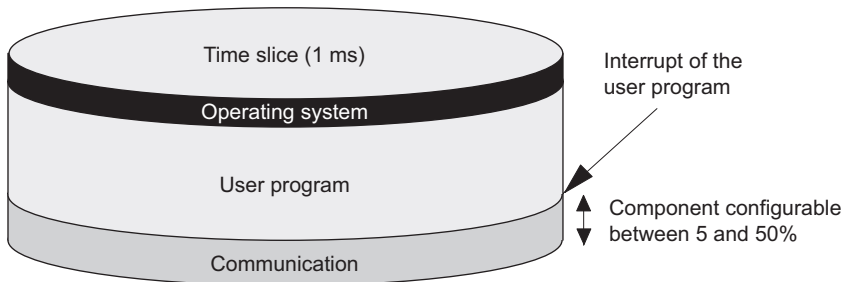 Time slice (1 ms)
Operating system
User program
Communication
Interrupt of the
user program
Component configurable
between 5 and 50%